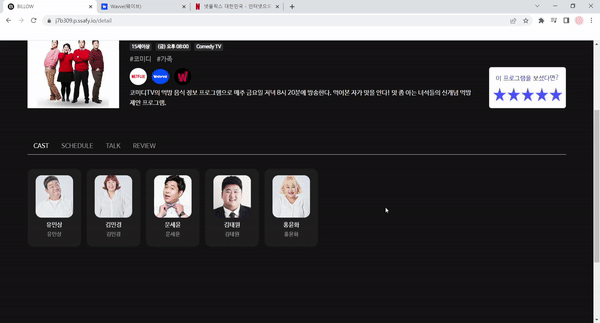 BILLOW
Wavve(웨이브)
넷플릭스 대한민국 - 인터넷으로
j7b309.p.ssafy.io/detail
15세이상 (금) 오후 08:00 Comedy TV
#코미디 #가족
wavve
코미디TV의 먹방 음식 정보 프로그램으로 매주 금요일 저녁 8시 20분에 방송한다. 먹어본 자가 맛을 안다! 맛 좀 아는 녀석들의 신개념 먹방
제안 프로그램.
이 프로그램을 보셨다면?
CAST SCHEDULE TALK REVIEW
유민상 김민경 문세윤 김태원 홍윤화
유민상 김민경 문세윤 김태원 홍윤화